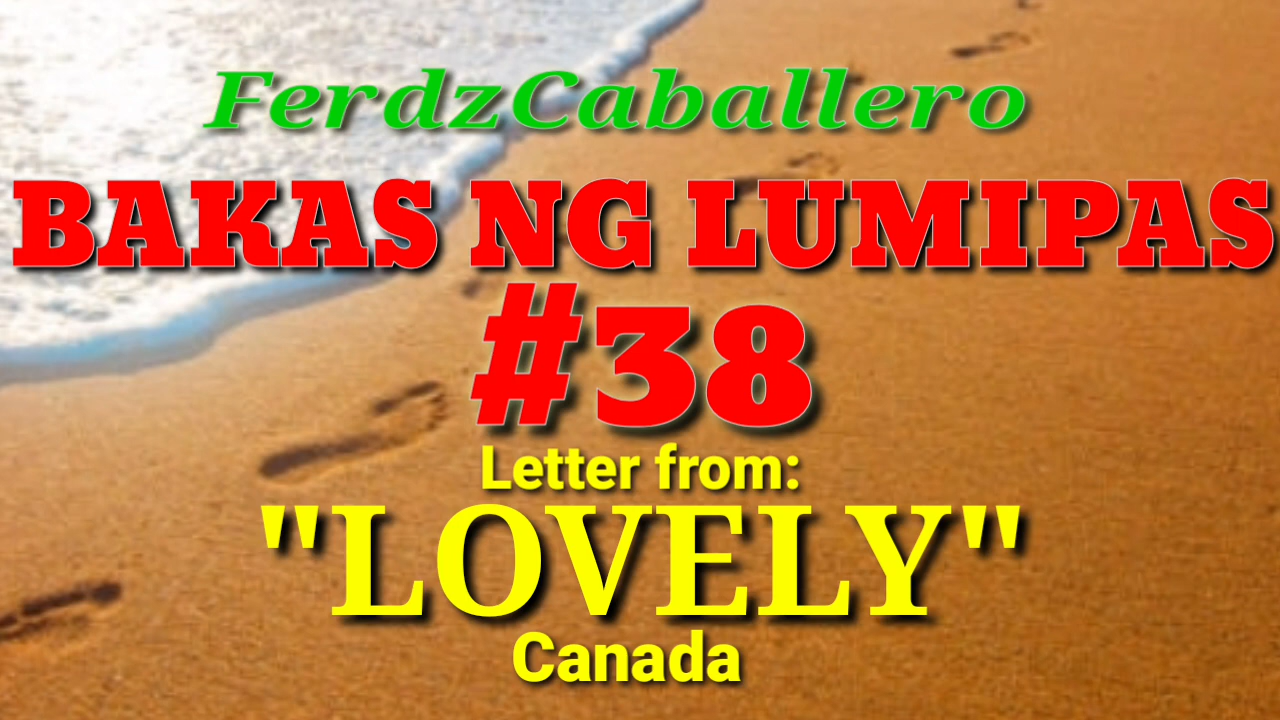 FerdzCaballero
BAKAS NG LUMIPAS
#38
Letter from:
"LOVELY"
Canada